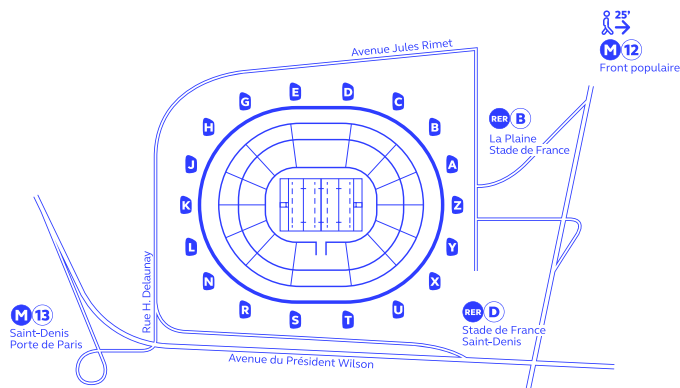 25’
M 12
Front populaire
Avenue Jules Rimet
E
D
G
C
H
B
RER B
La Plaine
Stade de France
J
A
K
Z
L
Y
N
X
Rue H. Delaunay
R
U
S
T
M 13
Saint-Denis
Porte de Paris
RER D
Stade de France
Saint-Denis
Avenue du Président Wilson